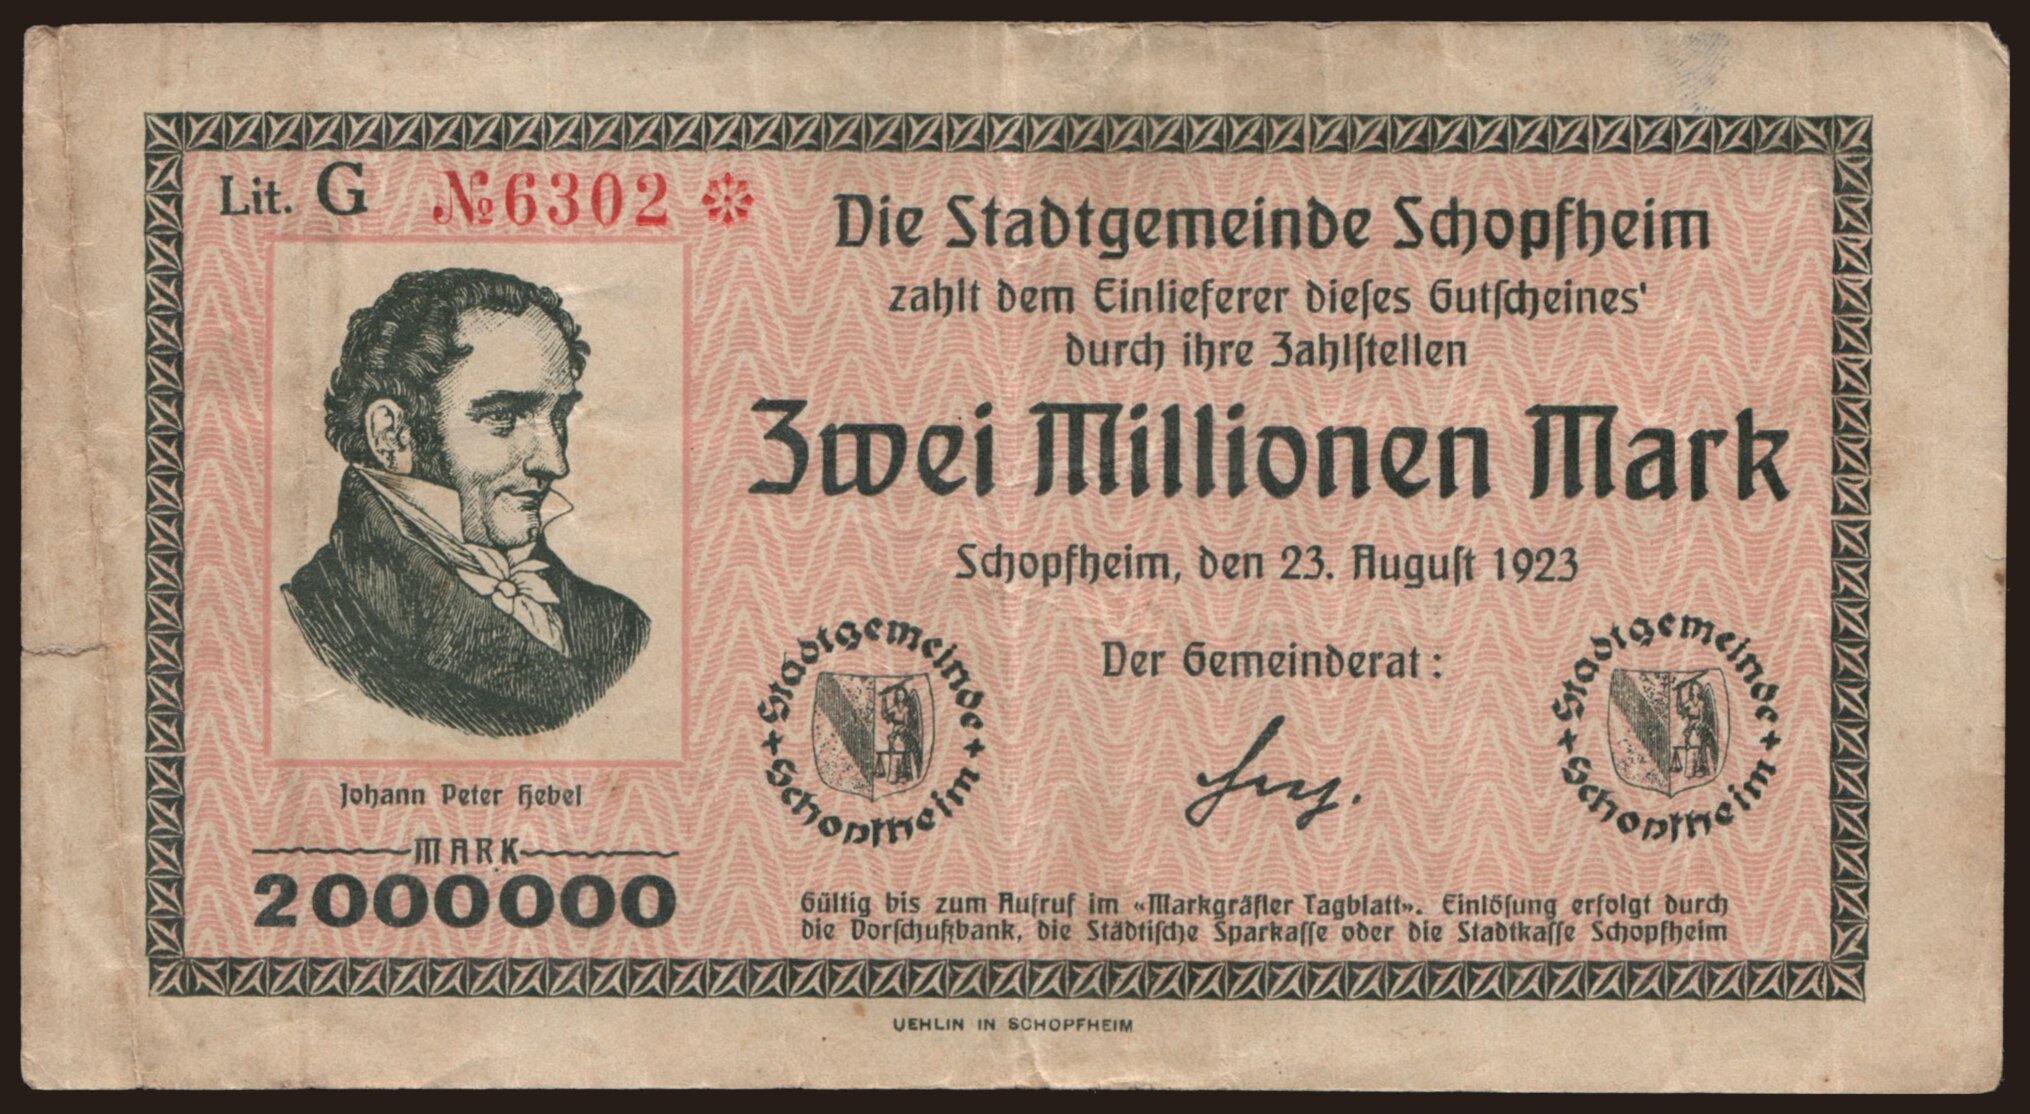 Lit. G №6302
Die Stadtgemeinde Schopfheim
zahlt dem Einlieferer dieſes Gutſcheines'
durch ihre Zahlſtellen
Zwei Millionen Mark
Schopfheim, den 23. Auguſt 1923
Der Gemeinderat:
Stadtgemeinde + Schopfheim +
Stadtgemeinde + Schopfheim +
Johann Peter Hebel
MARK
2000000
Gültig bis zum Aufruf im «Markgräfler Tagblatt». Einlöſung erfolgt durch
die Vorſchußbank, die Städtiſche Sparkaſſe oder die Stadtkaſſe Schopfheim
UEHLIN IN SCHOPFHEIM